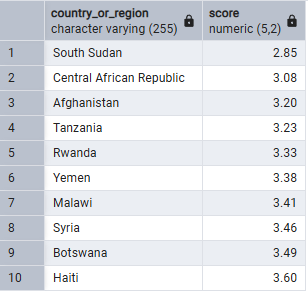 country_or_region score
character varying (255) numeric (5,2)
1 South Sudan 2.85
2 Central African Republic 3.08
3 Afghanistan 3.20
4 Tanzania 3.23
5 Rwanda 3.33
6 Yemen 3.38
7 Malawi 3.41
8 Syria 3.46
9 Botswana 3.49
10 Haiti 3.60